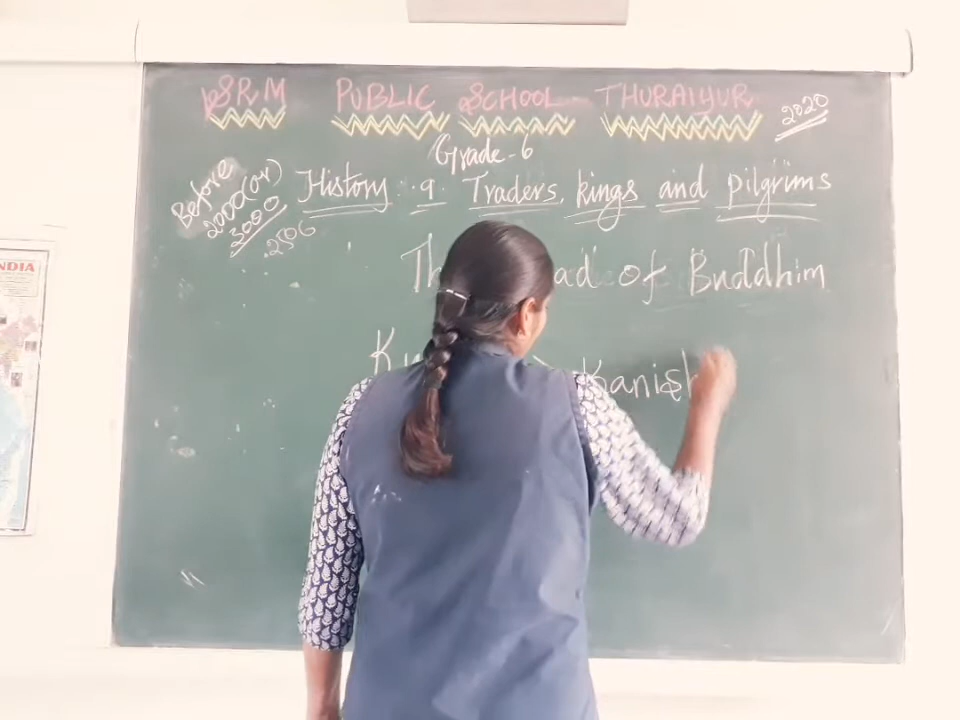 SRM PUBLIC SCHOOL THURAIYUR
2020
Grade-6
Before
2000(or)
3000
2506
History 9 Traders, kings and pilgrims
of Buddhim
Kanish
INDIA